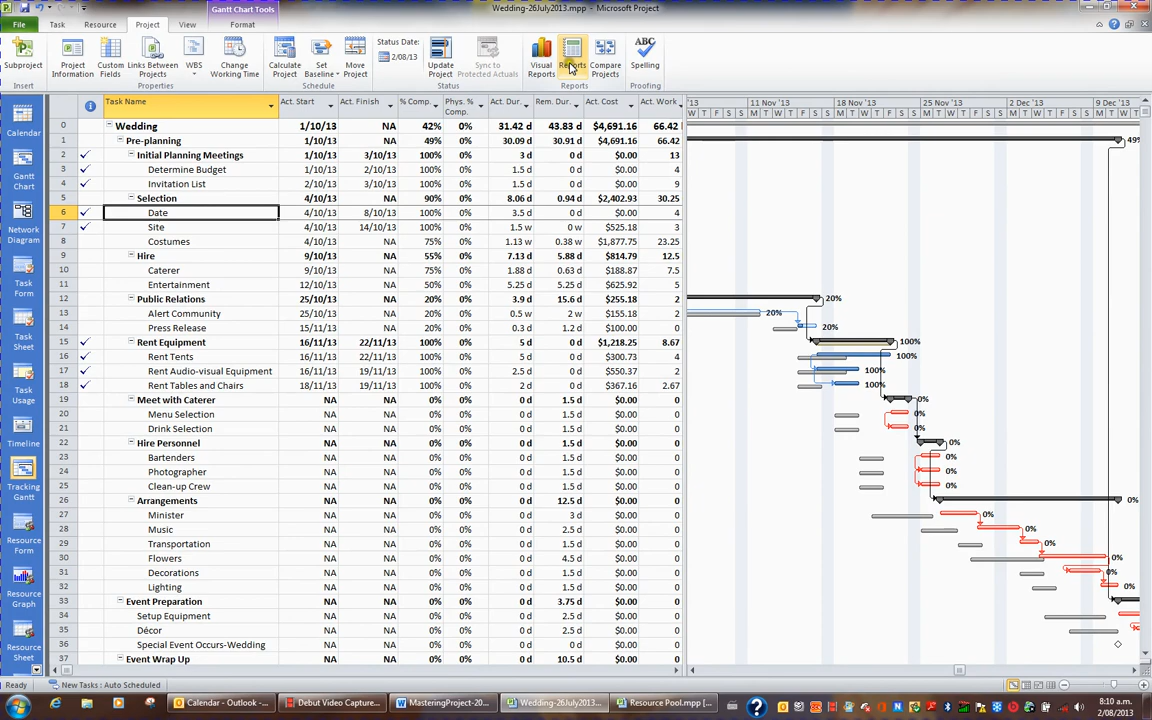 Gantt Chart Tools
Wedding-26July2013.mpp - Microsoft Project
File Task Resource Project View Format
Subproject
Project Information
Custom Fields
Links Between Projects
WBS
Change Working Time
Calculate Project
Set Baseline
Move Project
Status Date:
2/08/13
Update Project
Sync to Protected Actuals
Visual Reports
Reports
Compare Projects
ABC
Spelling
Insert Properties Schedule Status Reports Proofing
Task Name Act. Start Act. Finish % Comp. Phys. % Comp. Act. Dur. Rem. Dur. Act. Cost Act. Work
'13 11 Nov '13 18 Nov '13 25 Nov '13 2 Dec '13 9 Dec '13
W T F S S M T W T F S S M T W T F S S M T W T F S S M T W T F S S M T W T
0 Wedding 1/10/13 NA 42% 0% 31.42 d 43.83 d $4,691.16 66.42
1 Pre-planning 1/10/13 NA 49% 0% 30.09 d 30.91 d $4,691.16 66.42 49%
2 Initial Planning Meetings 1/10/13 3/10/13 100% 0% 3 d 0 d $0.00 13
3 Determine Budget 1/10/13 2/10/13 100% 0% 1.5 d 0 d $0.00 4
4 Invitation List 2/10/13 3/10/13 100% 0% 1.5 d 0 d $0.00 9
5 Selection 4/10/13 NA 90% 0% 8.06 d 0.94 d $2,402.93 30.25
6 Date 4/10/13 8/10/13 100% 0% 3.5 d 0 d $0.00 4
7 Site 4/10/13 14/10/13 100% 0% 1.5 w 0 w $525.18 3
8 Costumes 4/10/13 NA 75% 0% 1.13 w 0.38 w $1,877.75 23.25
9 Hire 9/10/13 NA 55% 0% 7.13 d 5.88 d $814.79 12.5
10 Caterer 9/10/13 NA 75% 0% 1.88 d 0.63 d $188.87 7.5
11 Entertainment 12/10/13 NA 50% 0% 5.25 d 5.25 d $625.92 5
12 Public Relations 25/10/13 NA 20% 0% 3.9 d 15.6 d $255.18 2 20%
13 Alert Community 25/10/13 NA 20% 0% 0.5 w 2 w $155.18 2 20%
14 Press Release 15/11/13 NA 20% 0% 0.3 d 1.2 d $100.00 0 20%
15 Rent Equipment 16/11/13 22/11/13 100% 0% 5 d 0 d $1,218.25 8.67 100%
16 Rent Tents 16/11/13 22/11/13 100% 0% 5 d 0 d $300.73 4 100%
17 Rent Audio-visual Equipment 16/11/13 19/11/13 100% 0% 2.5 d 0 d $550.37 2 100%
18 Rent Tables and Chairs 18/11/13 19/11/13 100% 0% 2 d 0 d $367.16 2.67 100%
19 Meet with Caterer NA NA 0% 0% 0 d 1.5 d $0.00 0 0%
20 Menu Selection NA NA 0% 0% 0 d 1.5 d $0.00 0 0%
21 Drink Selection NA NA 0% 0% 0 d 1.5 d $0.00 0 0%
22 Hire Personnel NA NA 0% 0% 0 d 1.5 d $0.00 0 0%
23 Bartenders NA NA 0% 0% 0 d 1.5 d $0.00 0 0%
24 Photographer NA NA 0% 0% 0 d 1.5 d $0.00 0 0%
25 Clean-up Crew NA NA 0% 0% 0 d 1.5 d $0.00 0 0%
26 Arrangements NA NA 0% 0% 0 d 12.5 d $0.00 0 0%
27 Minister NA NA 0% 0% 0 d 3 d $0.00 0 0%
28 Music NA NA 0% 0% 0 d 2.5 d $0.00 0 0%
29 Transportation NA NA 0% 0% 0 d 1.5 d $0.00 0 0%
30 Flowers NA NA 0% 0% 0 d 4.5 d $0.00 0 0%
31 Decorations NA NA 0% 0% 0 d 1.5 d $0.00 0 0%
32 Lighting NA NA 0% 0% 0 d 1.5 d $0.00 0 0%
33 Event Preparation NA NA 0% 0% 0 d 3.75 d $0.00 0
34 Setup Equipment NA NA 0% 0% 0 d 2.5 d $0.00 0
35 Décor NA NA 0% 0% 0 d 2.5 d $0.00 0
36 Special Event Occurs-Wedding NA NA 0% 0% 0 d 0 d $0.00 0
37 Event Wrap Up NA NA 0% 0% 0 d 10.5 d $0.00 0
Calendar
Gantt Chart
Network Diagram
Task Form
Task Sheet
Task Usage
Timeline
Tracking Gantt
Resource Form
Resource Graph
Resource Sheet
Ready New Tasks : Auto Scheduled
Calendar - Outlook - ...
Debut Video Captur...
MasteringProject-20...
Wedding-26July2013...
Resource Pool.mpp [...
8:10 a.m.
2/08/2013